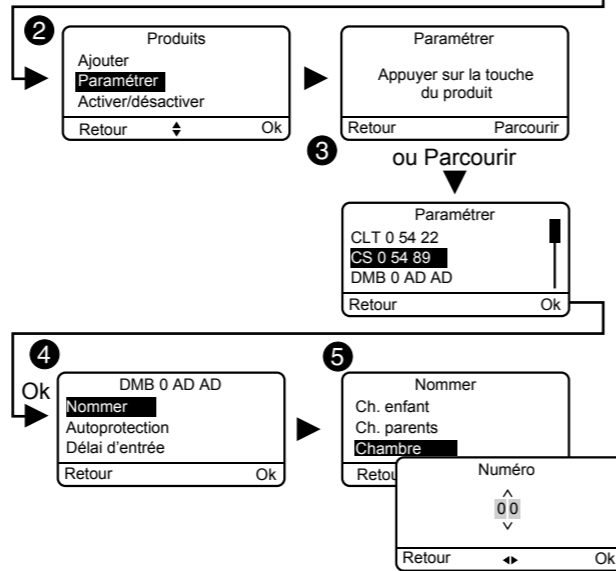 2
Produits
Ajouter
Paramétrer
Activer/désactiver
Retour Ok
Paramétrer
Appuyer sur la touche
du produit
Retour Parcourir
3
ou Parcourir
Paramétrer
CLT 0 54 22
CS 0 54 89
DMB 0 AD AD
Retour Ok
4
Ok
DMB 0 AD AD
Nommer
Autoprotection
Délai d'entrée
Retour Ok
5
Nommer
Ch. enfant
Ch. parents
Chambre
Retou
Numéro
00
Retour Ok